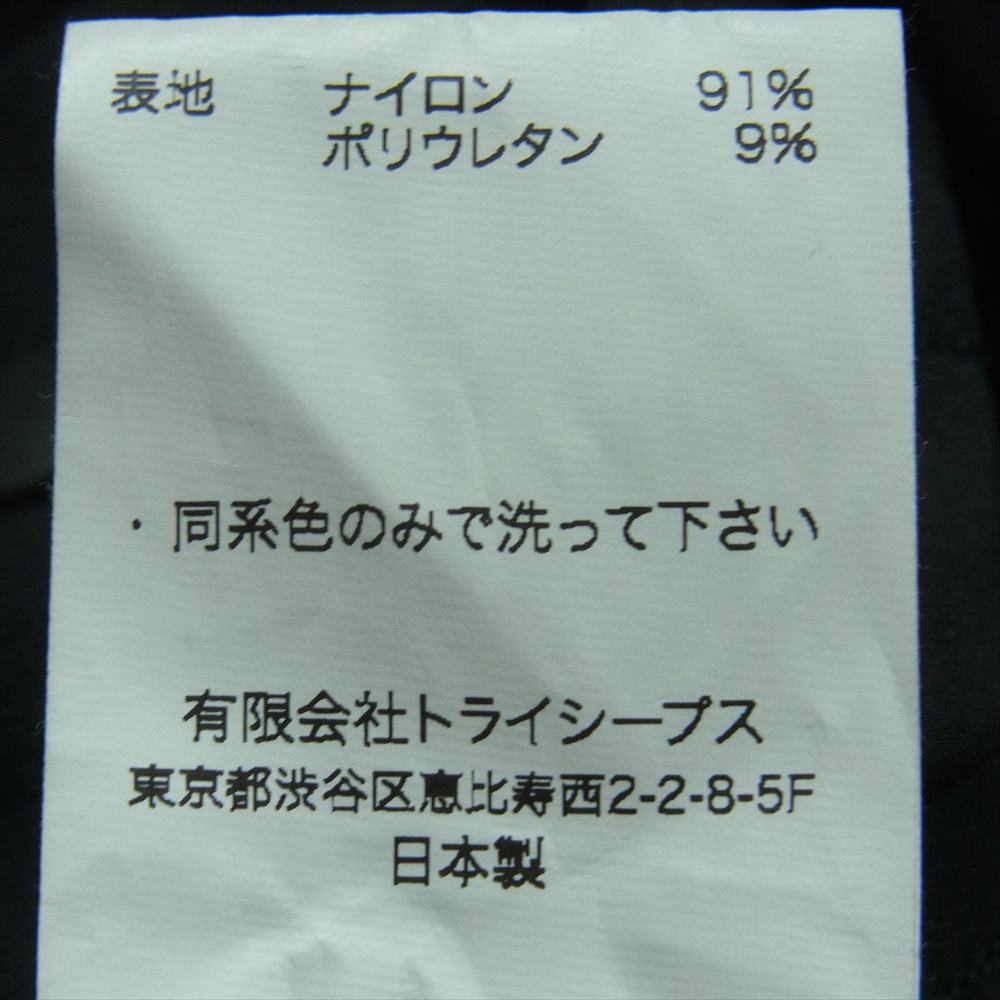 表地 ナイロン 91%
ポリウレタン 9%
・同系色のみで洗って下さい
有限会社トライシープス
東京都渋谷区恵比寿西2-2-8-5F
日本製